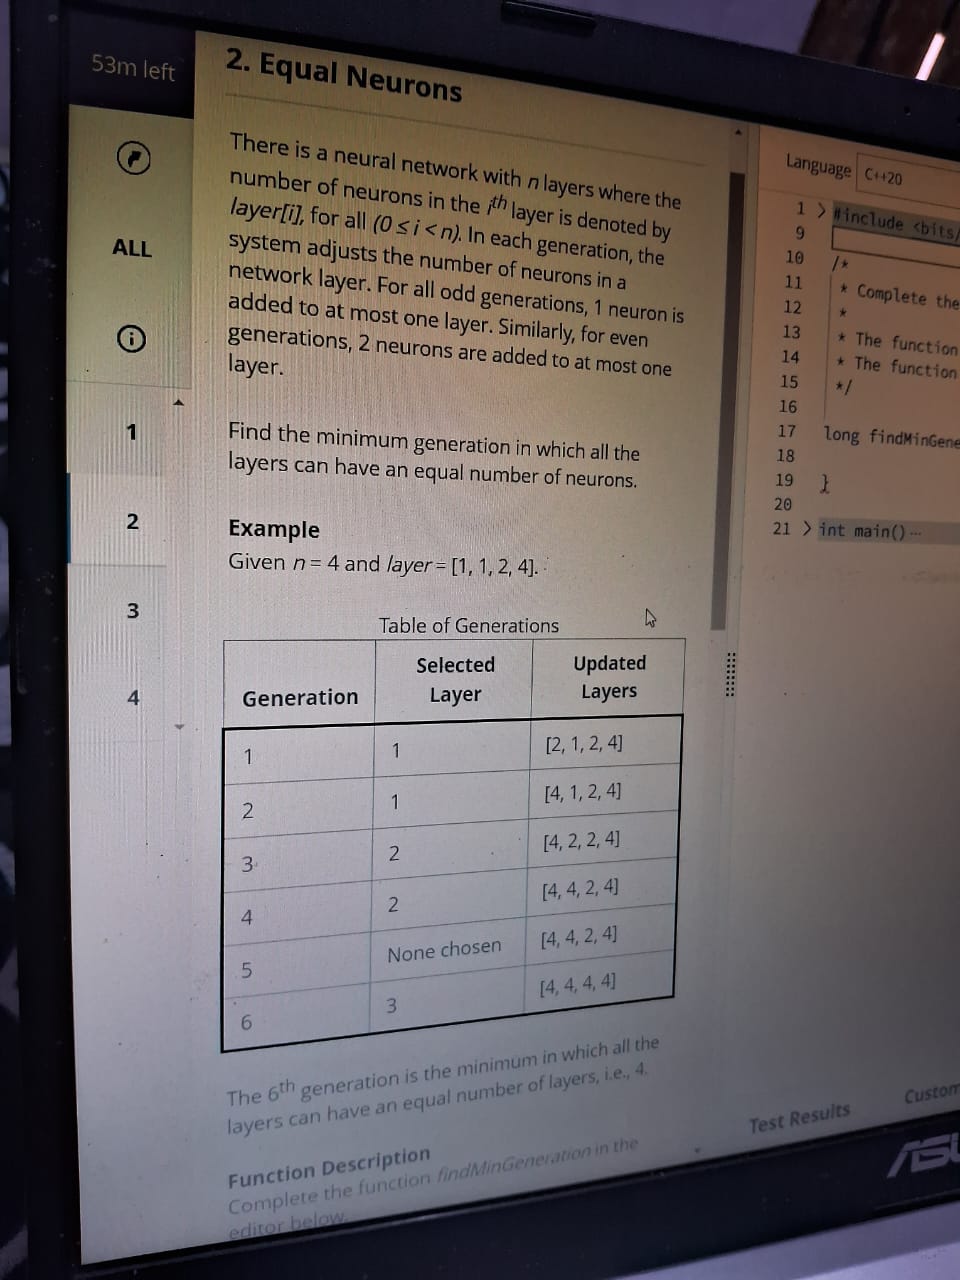 53m left
ALL
1
2
3
4
2. Equal Neurons
There is a neural network with n layers where the
number of neurons in the ith layer is denoted by
layer[i], for all (0 ≤ i < n). In each generation, the
system adjusts the number of neurons in a
network layer. For all odd generations, 1 neuron is
added to at most one layer. Similarly, for even
generations, 2 neurons are added to at most one
layer.
Find the minimum generation in which all the
layers can have an equal number of neurons.
Example
Given n = 4 and layer = [1, 1, 2, 4].
Table of Generations
Generation Selected Layer Updated Layers
1 1 [2, 1, 2, 4]
2 1 [4, 1, 2, 4]
3 2 [4, 2, 2, 4]
4 2 [4, 4, 2, 4]
5 None chosen [4, 4, 2, 4]
6 3 [4, 4, 4, 4]
The 6th generation is the minimum in which all the
layers can have an equal number of layers, i.e., 4.
Function Description
Complete the function findMinGeneration in the
editor below.
Language C++20
1 > #include <bits/
9
10 /*
11 * Complete the
12 *
13 * The function
14 * The function
15 */
16
17 long findMinGene
18
19 }
20
21 > int main() ...
Test Results
Custom
ASU